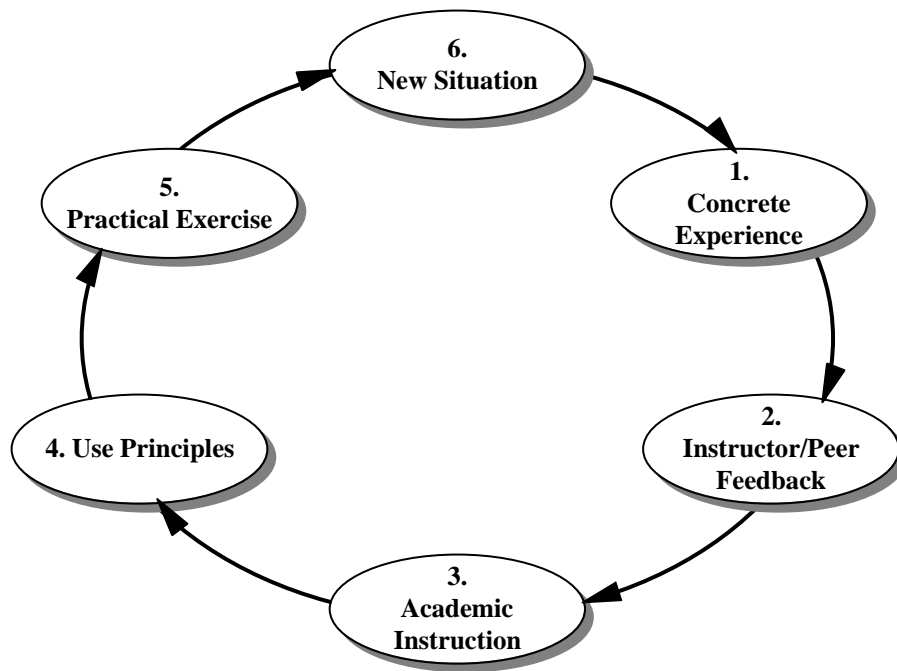 6.
New Situation
1.
Concrete
Experience
2.
Instructor/Peer
Feedback
3.
Academic
Instruction
4. Use Principles
5.
Practical Exercise